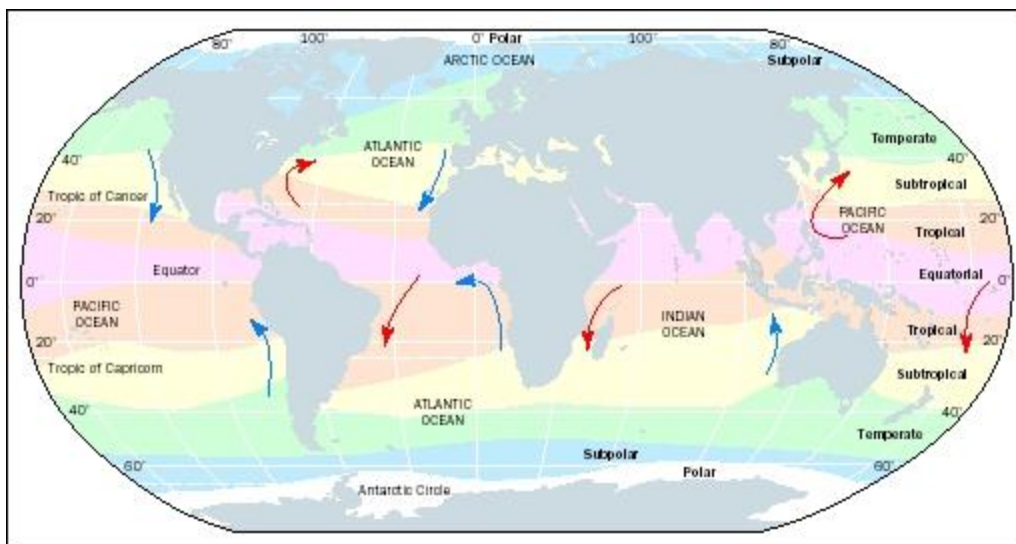 80° 100° 0° Polar 100° 80°
ARCTIC OCEAN Subpolar
ATLANTIC
OCEAN
Temperate
40° 40°
Tropic of Cancer Subtropical
20° PACIFIC 20°
OCEAN
Tropical
Equator Equatorial
0° 0°
PACIFIC
OCEAN
INDIAN
OCEAN
Tropical
20° 20°
Tropic of Capricorn Subtropical
ATLANTIC
OCEAN
40° 40°
Temperate
Subpolar
60° Polar 60°
Antarctic Circle